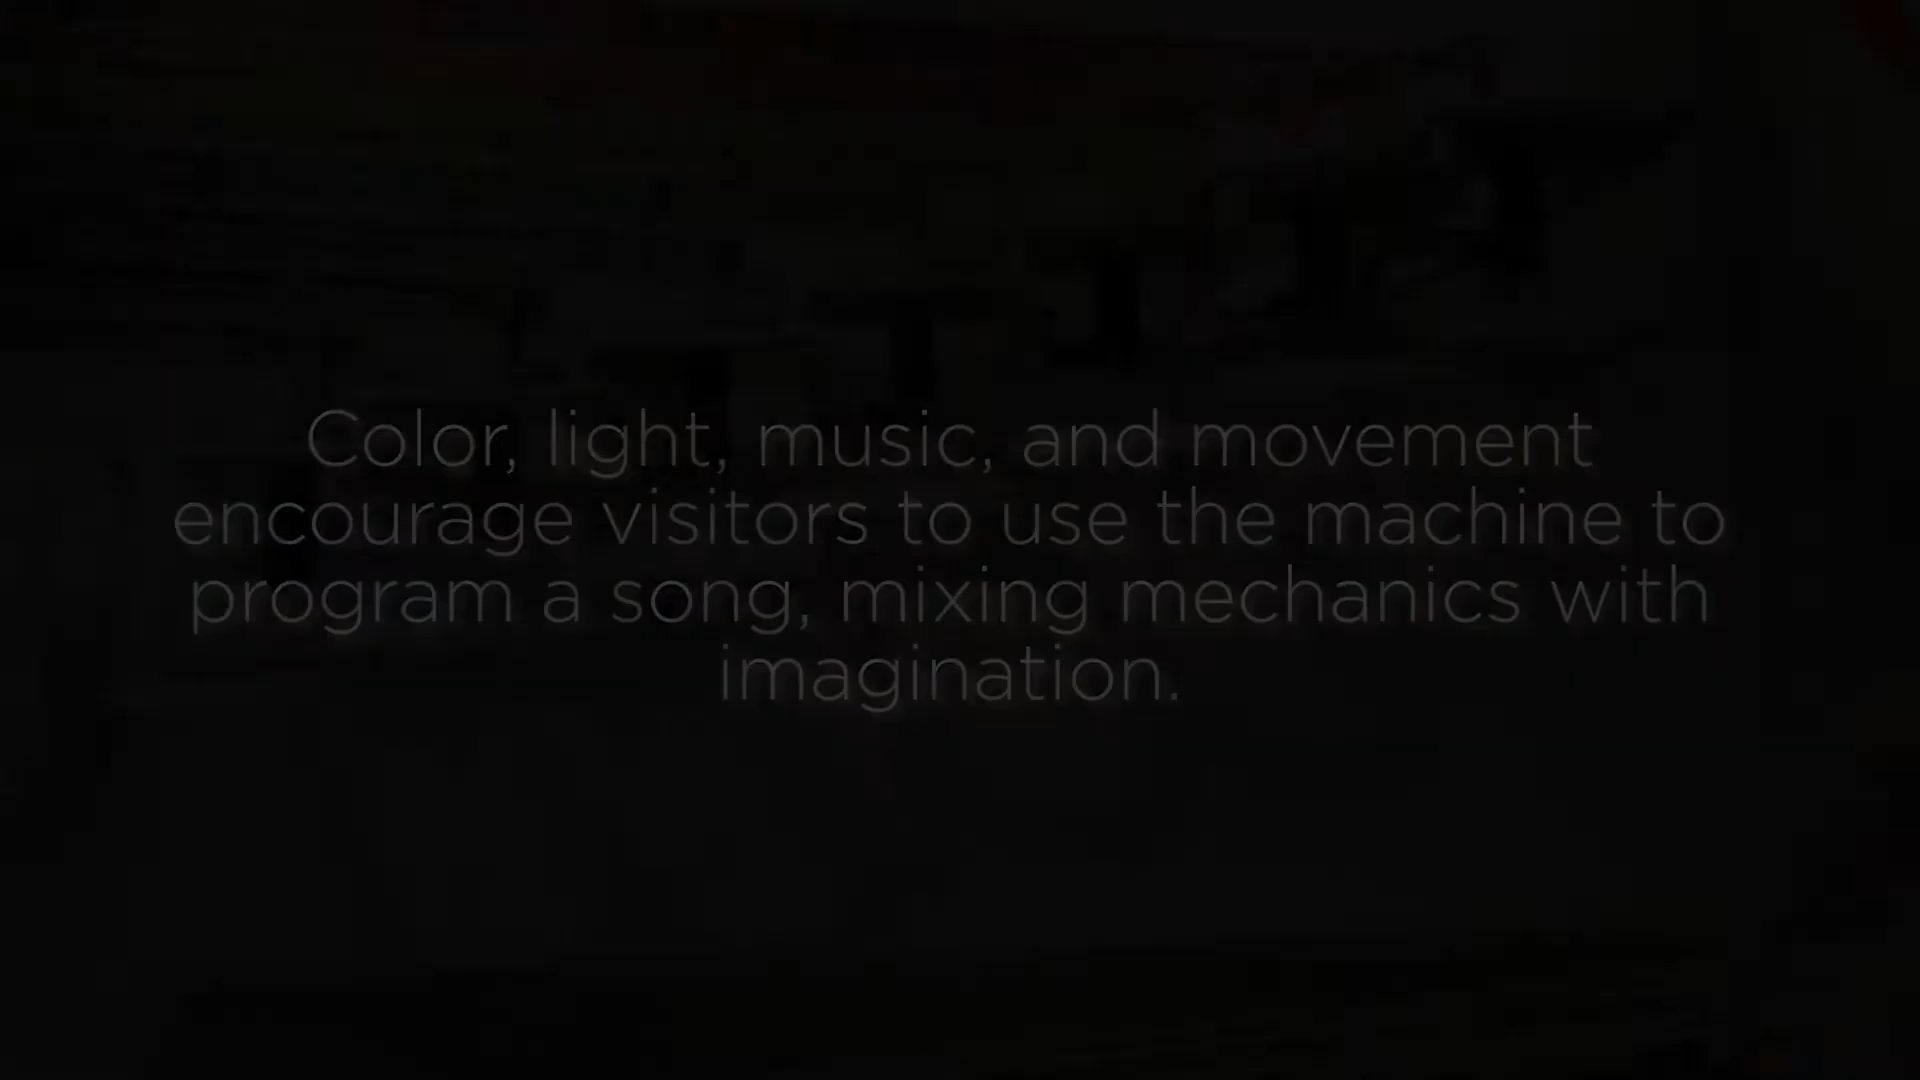 Color, light, music, and movement
encourage visitors to use the machine to
program a song, mixing mechanics with
imagination.